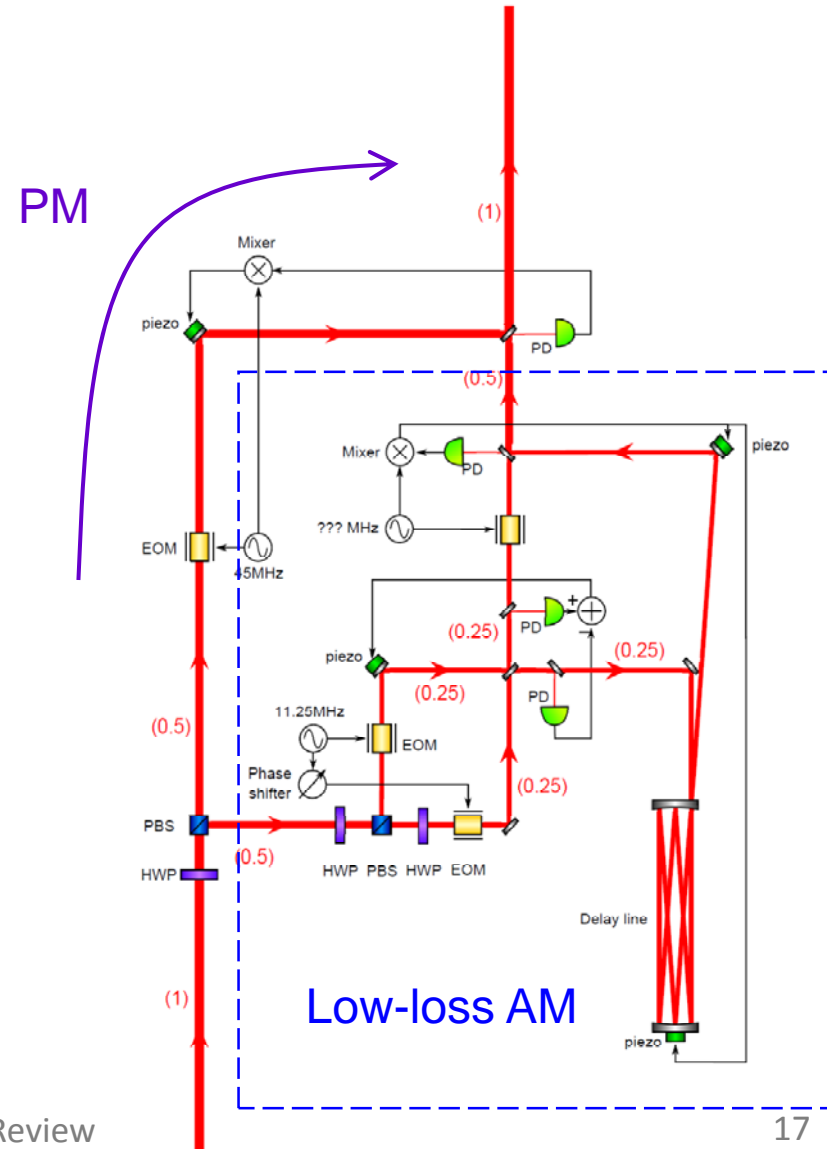 PM
(1)
Mixer
piezo
PD
(0.5)
Mixer
PD
piezo
??? MHz
EOM
45MHz
(0.25)
PD
+
−
piezo
(0.25)
(0.25)
(0.5)
11.25MHz
PD
EOM
Phase
shifter
(0.25)
PBS
(0.5)
HWP
HWP PBS HWP EOM
Delay line
(1)
Low-loss AM
piezo
Review
17